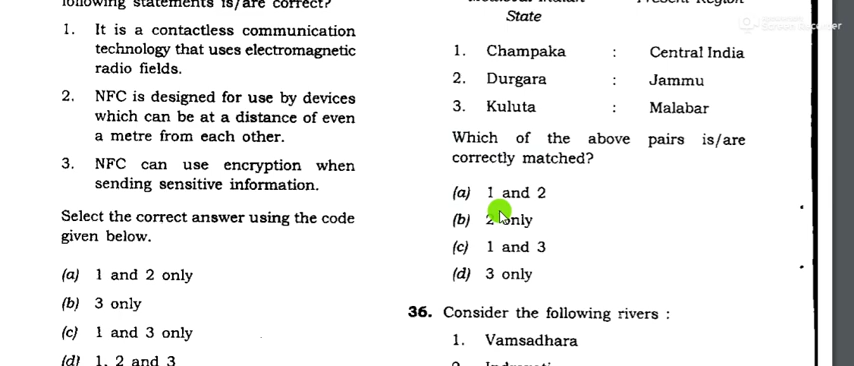 following statements is/are correct?
1. It is a contactless communication
technology that uses electromagnetic
radio fields.
2. NFC is designed for use by devices
which can be at a distance of even
a metre from each other.
3. NFC can use encryption when
sending sensitive information.
Select the correct answer using the code
given below.
(a) 1 and 2 only
(b) 3 only
(c) 1 and 3 only
(d) 1, 2 and 3
State
1. Champaka : Central India
2. Durgara : Jammu
3. Kuluta : Malabar
Which of the above pairs is/are
correctly matched?
(a) 1 and 2
(b) 2 only
(c) 1 and 3
(d) 3 only
36. Consider the following rivers :
1. Vamsadhara